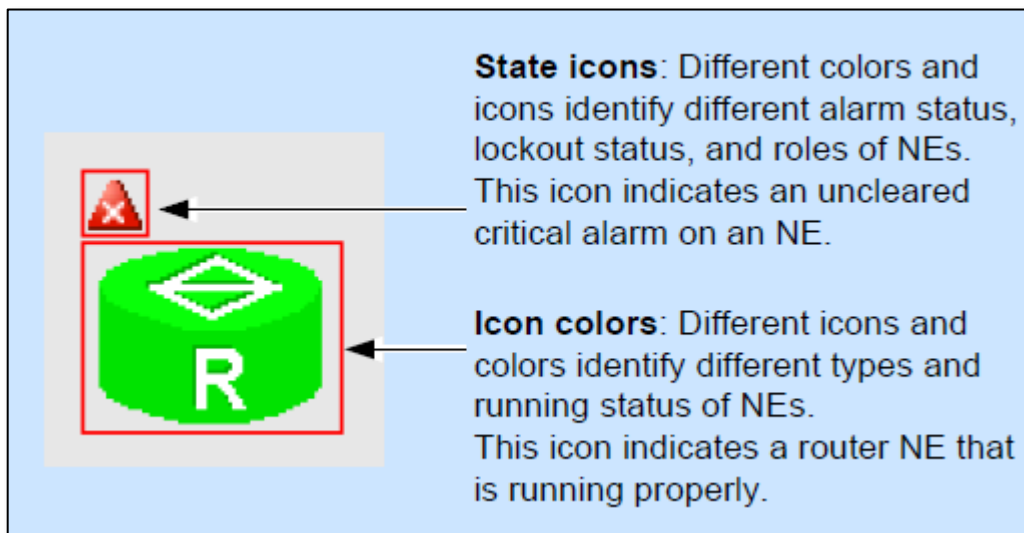 State icons: Different colors and
icons identify different alarm status,
lockout status, and roles of NEs.
This icon indicates an uncleared
critical alarm on an NE.
R
Icon colors: Different icons and
colors identify different types and
running status of NEs.
This icon indicates a router NE that
is running properly.